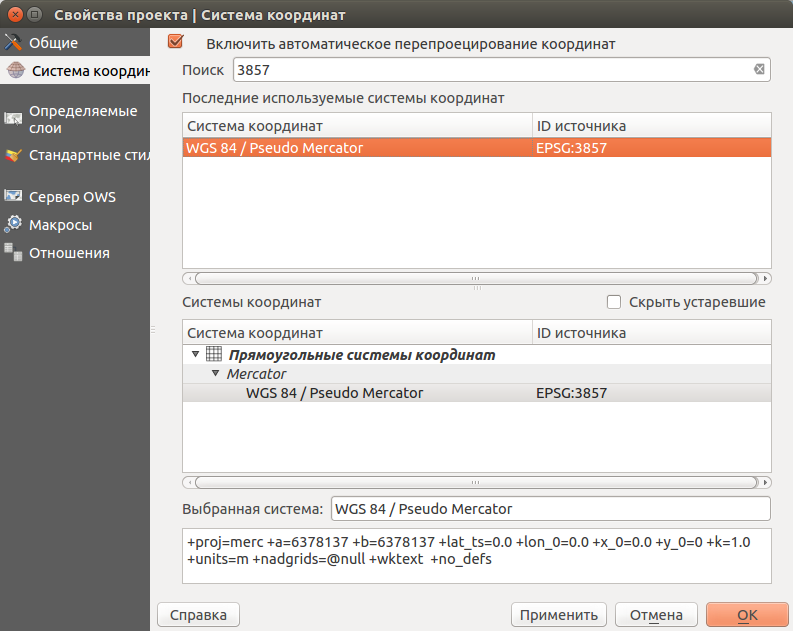 Свойства проекта | Система координат
Общие
Система координ
Определяемые
слои
Стандартные стил
Сервер OWS
Макросы
Отношения
Включить автоматическое перепроецирование координат
Поиск 3857
Последние используемые системы координат
Система координат ID источника
WGS 84 / Pseudo Mercator EPSG:3857
Системы координат Скрыть устаревшие
Система координат ID источника
Прямоугольные системы координат
Mercator
WGS 84 / Pseudo Mercator EPSG:3857
Выбранная система: WGS 84 / Pseudo Mercator
+proj=merc +a=6378137 +b=6378137 +lat_ts=0.0 +lon_0=0.0 +x_0=0.0 +y_0=0 +k=1.0
+units=m +nadgrids=@null +wktext +no_defs
Справка Применить Отмена OK